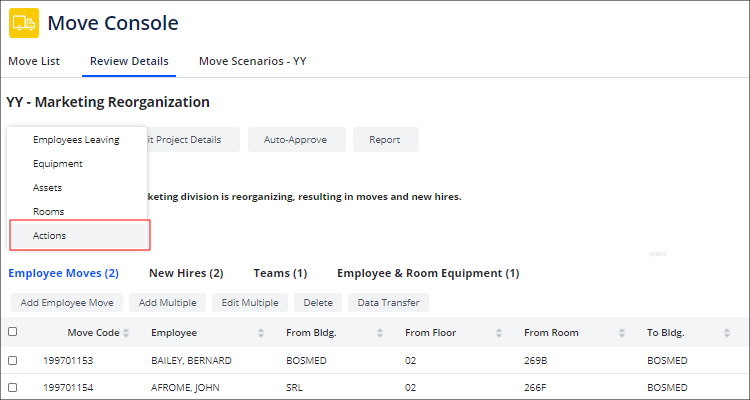 Move Console
Move List Review Details Move Scenarios - YY
YY - Marketing Reorganization
Employees Leaving
it Project Details Auto-Approve Report
Equipment
Assets
keting division is reorganizing, resulting in moves and new hires.
Rooms
Actions
Employee Moves (2) New Hires (2) Teams (1) Employee & Room Equipment (1)
Add Employee Move Add Multiple Edit Multiple Delete Data Transfer
Move Code Employee From Bldg. From Floor From Room To Bldg.
199701153 BAILEY, BERNARD BOSMED 02 269B BOSMED
199701154 AFROME, JOHN SRL 02 266F BOSMED